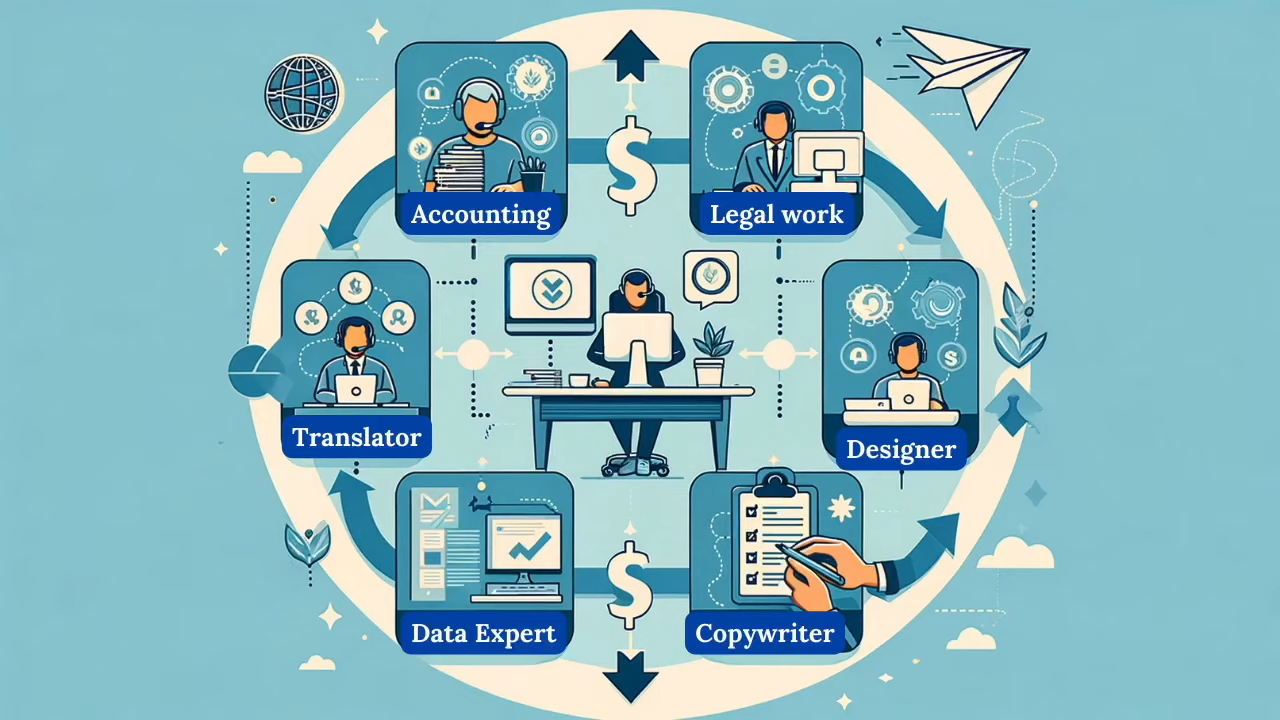 Accounting
Legal work
$
Translator
$
Designer
Data Expert
$
Copywriter